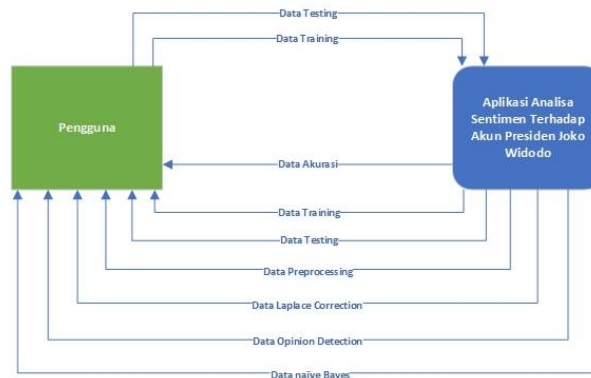 Data Testing
Data Training
Pengguna
Aplikasi Analisa
Sentimen Terhadap
Akun Presiden Joko
Widodo
Data Akurasi
Data Training
Data Testing
Data Preprocessing
Data Laplace Correction
Data Opinion Detection
Data naïve Bayes